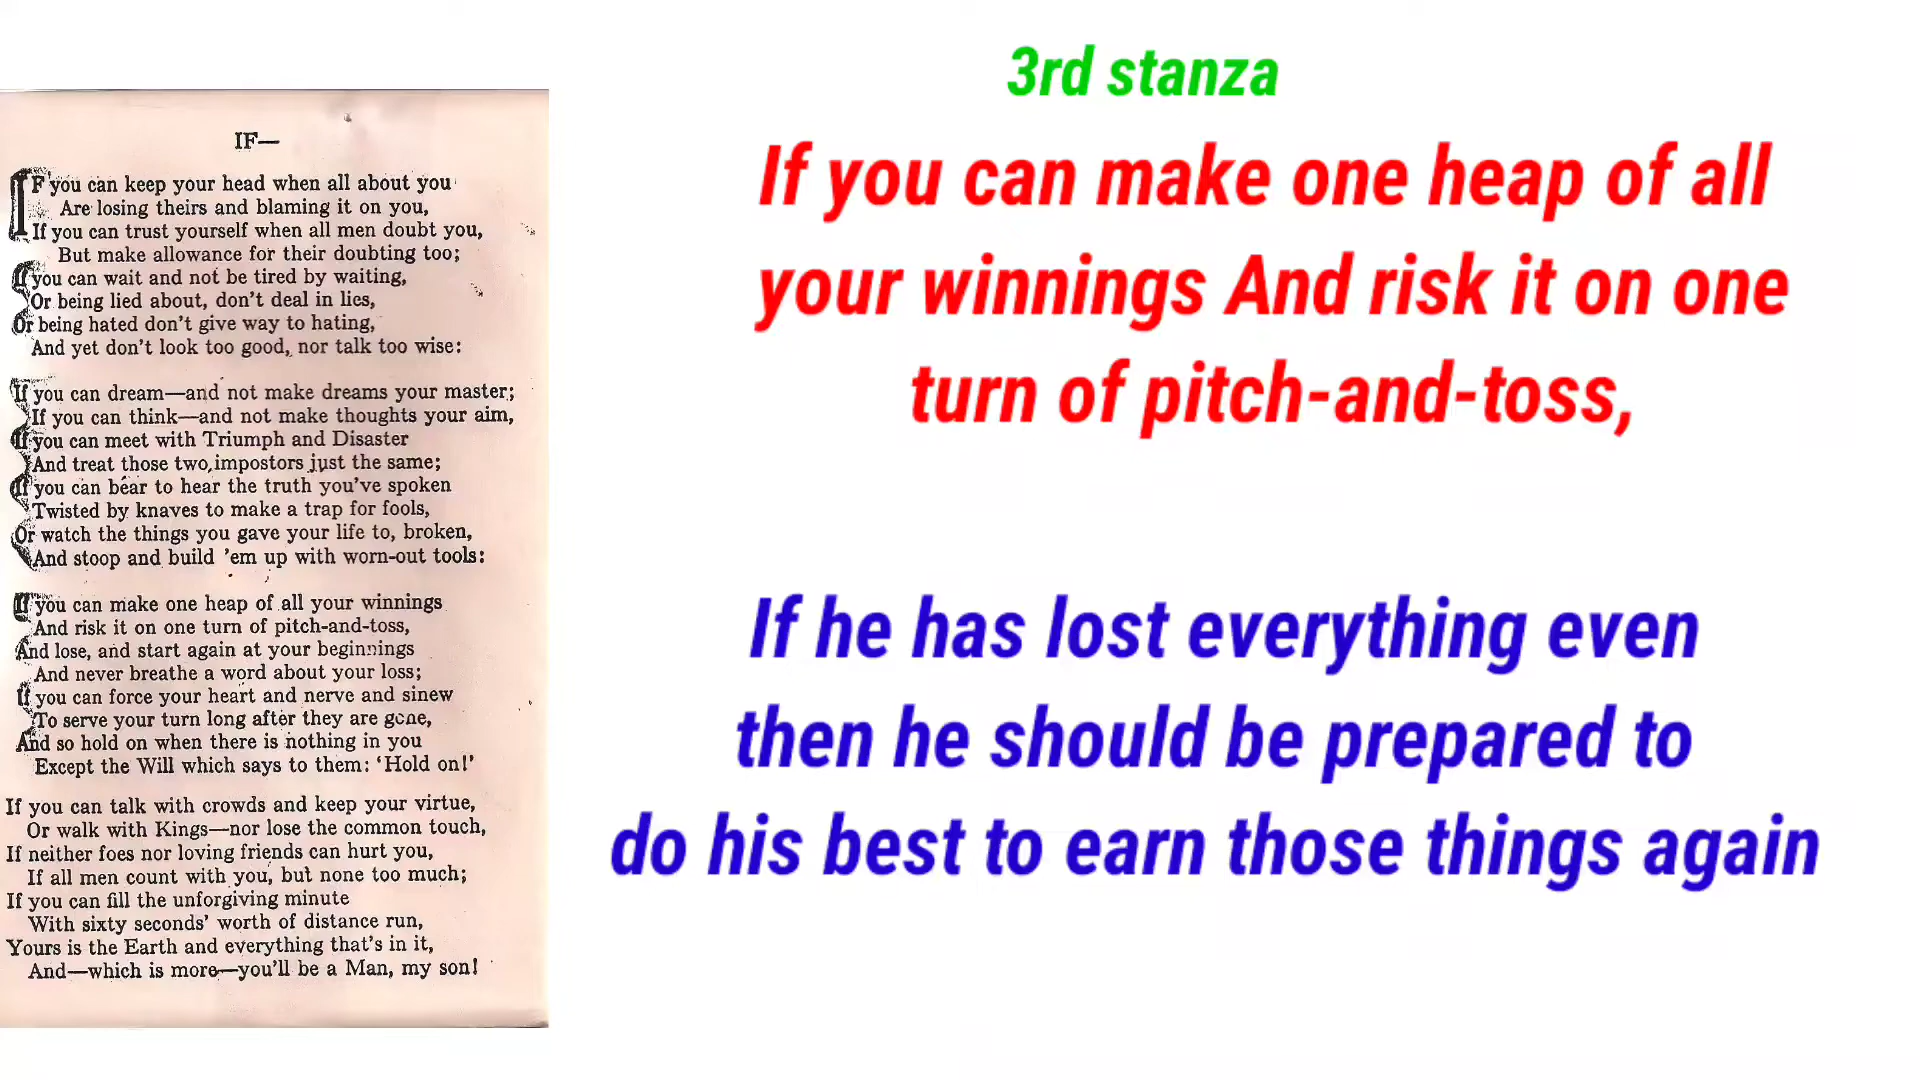 IF—
IF you can keep your head when all about you
Are losing theirs and blaming it on you,
If you can trust yourself when all men doubt you,
But make allowance for their doubting too;
If you can wait and not be tired by waiting,
Or being lied about, don't deal in lies,
Or being hated don't give way to hating,
And yet don't look too good, nor talk too wise:
If you can dream—and not make dreams your master;
If you can think—and not make thoughts your aim,
If you can meet with Triumph and Disaster
And treat those two impostors just the same;
If you can bear to hear the truth you've spoken
Twisted by knaves to make a trap for fools,
Or watch the things you gave your life to, broken,
And stoop and build 'em up with worn-out tools:
If you can make one heap of all your winnings
And risk it on one turn of pitch-and-toss,
And lose, and start again at your beginnings
And never breathe a word about your loss;
If you can force your heart and nerve and sinew
To serve your turn long after they are gone,
And so hold on when there is nothing in you
Except the Will which says to them: 'Hold on!'
If you can talk with crowds and keep your virtue,
Or walk with Kings—nor lose the common touch,
If neither foes nor loving friends can hurt you,
If all men count with you, but none too much;
If you can fill the unforgiving minute
With sixty seconds' worth of distance run,
Yours is the Earth and everything that's in it,
And—which is more—you'll be a Man, my son!
3rd stanza
If you can make one heap of all
your winnings And risk it on one
turn of pitch-and-toss,
If he has lost everything even
then he should be prepared to
do his best to earn those things again